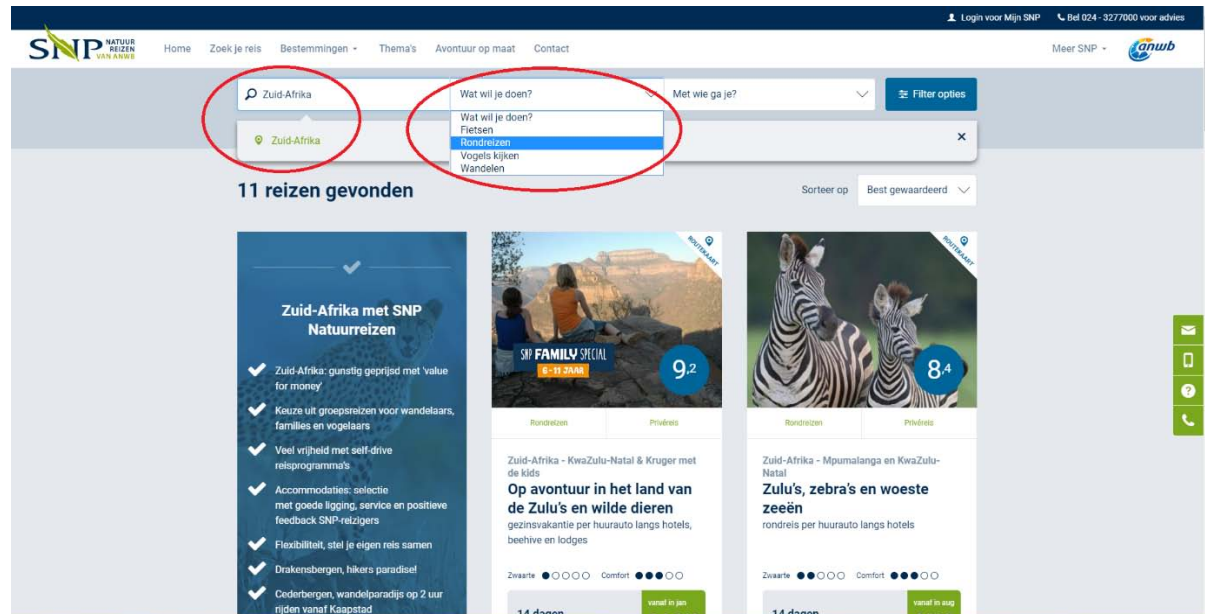 Login voor Mijn SNP Bel 024 - 3277000 voor advies
SNP NATUUR REIZEN VAN ANWB
Home Zoek je reis Bestemmingen Thema's Avontuur op maat Contact Meer SNP anwb
Zuid-Afrika Wat wil je doen? Met wie ga je? Filter opties
Zuid-Afrika
Wat wil je doen?
Fietsen
Rondreizen
Vogels kijken
Wandelen
11 reizen gevonden
Sorteer op Best gewaardeerd
Zuid-Afrika met SNP
Natuurreizen
Zuid-Afrika: gunstig geprijsd met 'value
for money'
Keuze uit groepsreizen voor wandelaars,
families en vogelaars
Veel vrijheid met self-drive
reisprogramma's
Accommodaties: selectie
met goede ligging, service en positieve
feedback SNP-reizigers
Flexibiliteit, stel je eigen reis samen
Drakensbergen, hikers paradise!
Cederbergen, wandelparadijs op 2 uur
rijden vanaf Kaapstad
ROUTEKAART
SNP FAMILY SPECIAL
6-11 JAAR
9,2
Rondreizen Privéreis
Zuid-Afrika - KwaZulu-Natal & Kruger met
de kids
Op avontuur in het land van
de Zulu's en wilde dieren
gezinsvakantie per huurauto langs hotels,
beehive en lodges
Zwaarte Comfort
14 dagen vanaf in jan
ROUTEKAART
8,4
Rondreizen Privéreis
Zuid-Afrika - Mpumalanga en KwaZulu-
Natal
Zulu's, zebra's en woeste
zeeën
rondreis per huurauto langs hotels
Zwaarte Comfort
14 dagen vanaf in aug